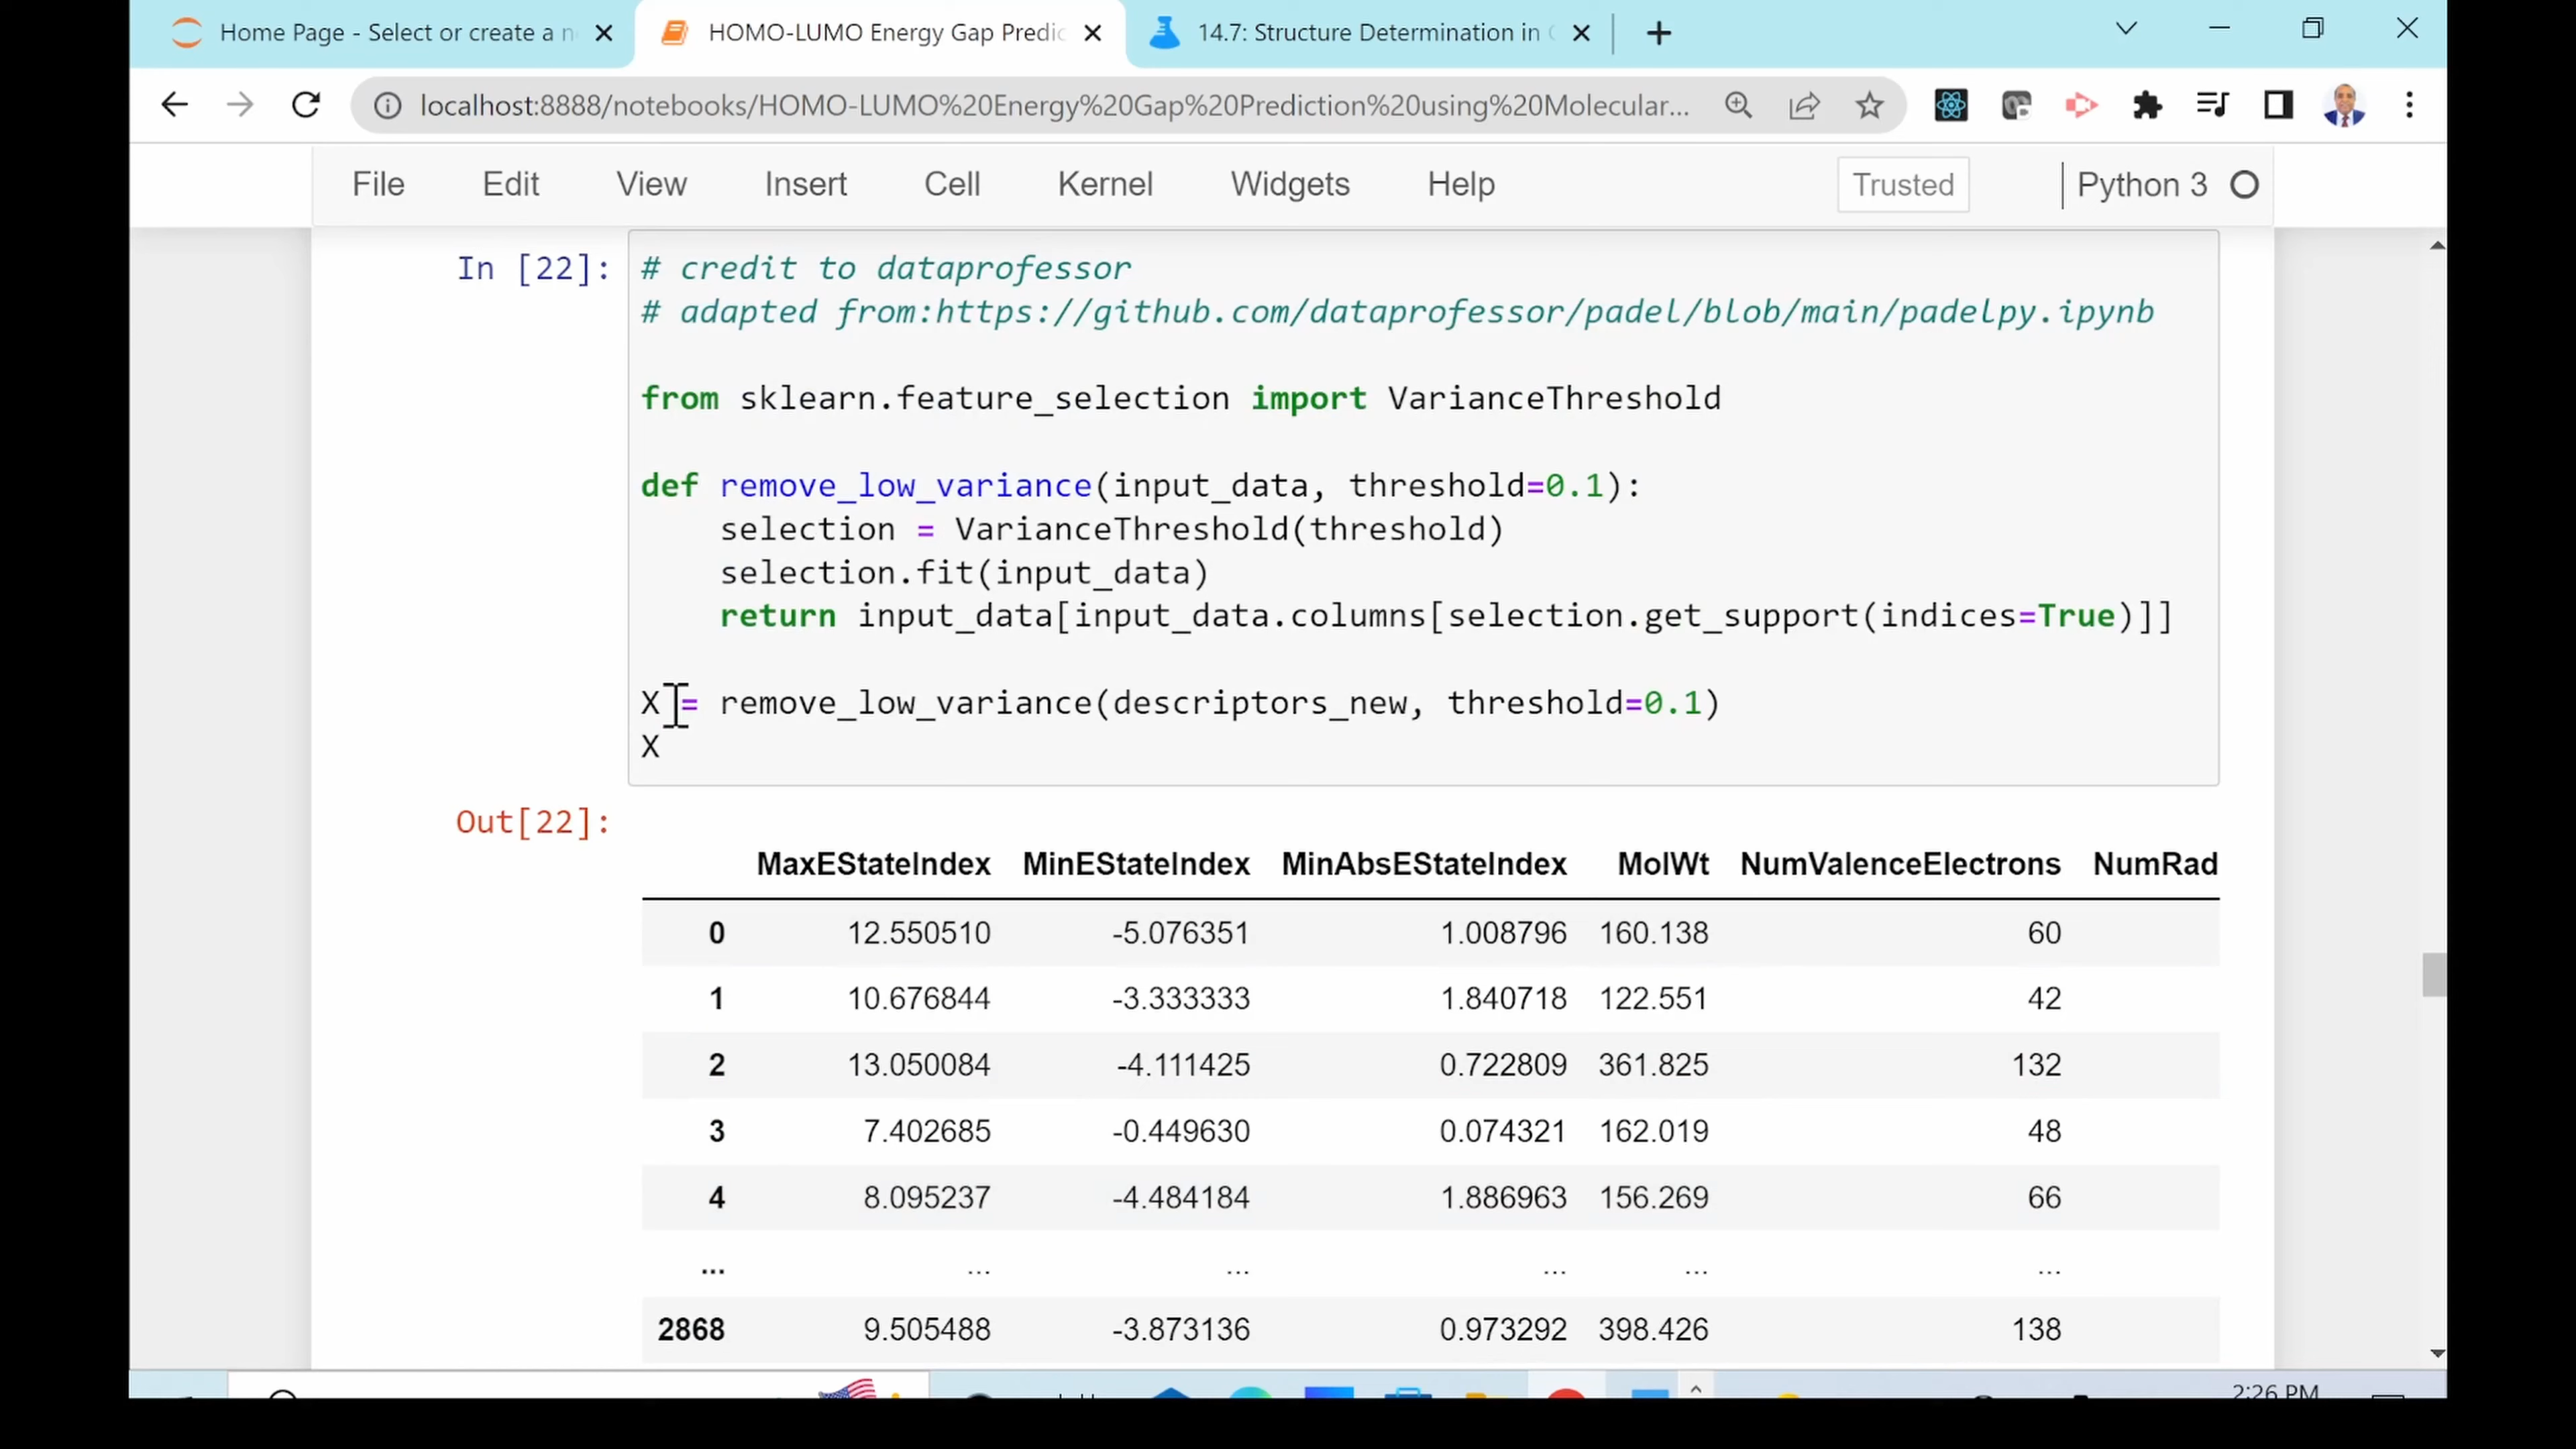 Home Page - Select or create a n
HOMO-LUMO Energy Gap Predic
14.7: Structure Determination in
localhost:8888/notebooks/HOMO-LUMO%20Energy%20Gap%20Prediction%20using%20Molecular...
File Edit View Insert Cell Kernel Widgets Help Trusted Python 3
In [22]:
# credit to dataprofessor
# adapted from:https://github.com/dataprofessor/padel/blob/main/padelpy.ipynb
from sklearn.feature_selection import VarianceThreshold
def remove_low_variance(input_data, threshold=0.1):
selection = VarianceThreshold(threshold)
selection.fit(input_data)
return input_data[input_data.columns[selection.get_support(indices=True)]]
X = remove_low_variance(descriptors_new, threshold=0.1)
X
Out[22]:
MaxEStateIndex MinEStateIndex MinAbsEStateIndex MolWt NumValenceElectrons NumRad
0 12.550510 -5.076351 1.008796 160.138 60
1 10.676844 -3.333333 1.840718 122.551 42
2 13.050084 -4.111425 0.722809 361.825 132
3 7.402685 -0.449630 0.074321 162.019 48
4 8.095237 -4.484184 1.886963 156.269 66
... ... ... ... ... ...
2868 9.505488 -3.873136 0.973292 398.426 138
2:26 PM